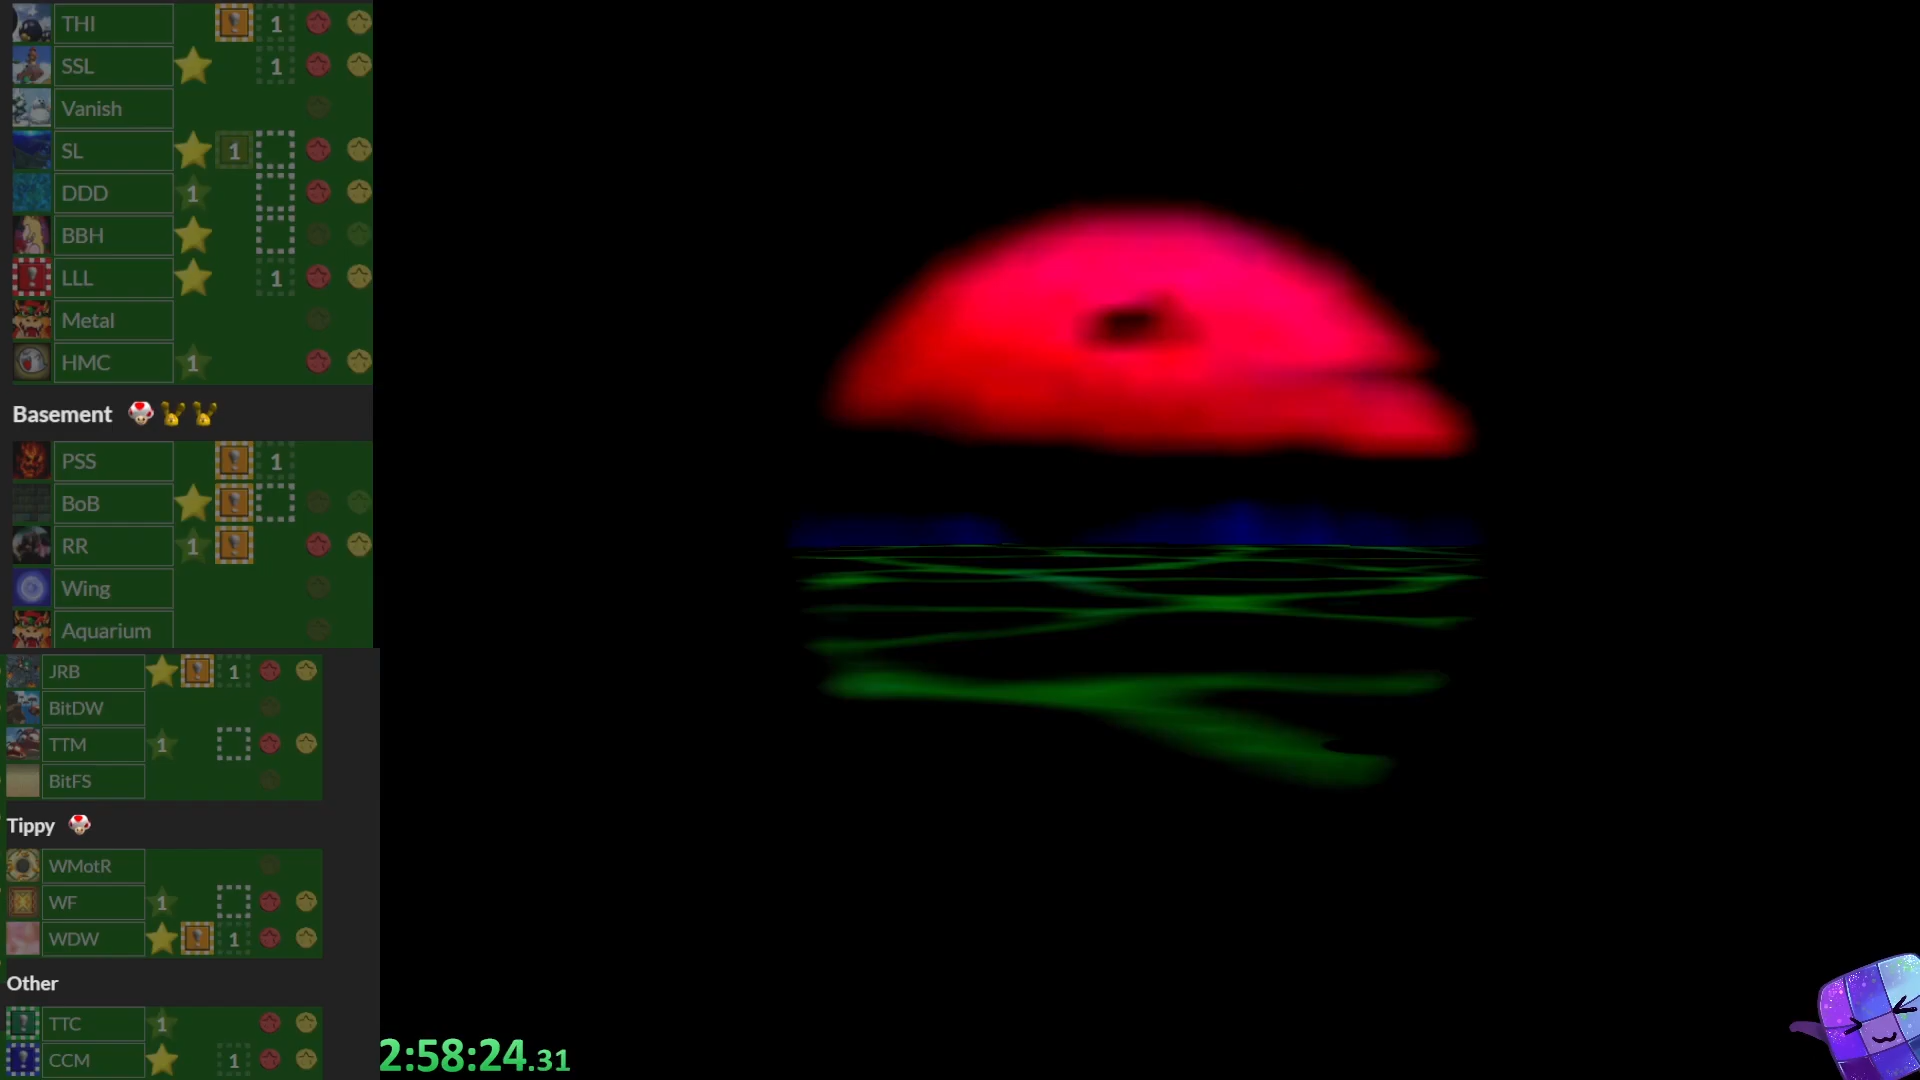 THI 1
SSL 1
Vanish
SL 1
DDD 1
BBH
LLL 1
Metal
HMC 1
Basement
PSS 1
BoB
RR 1
Wing
Aquarium
JRB 1
BitDW
TTM 1
BitFS
Tippy
WMotR
WF 1
WDW 1
Other
TTC 1
CCM 1
2:58:24.31